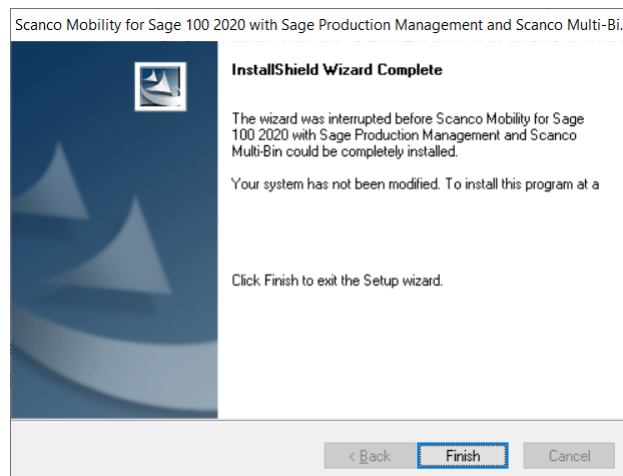 Scanco Mobility for Sage 100 2020 with Sage Production Management and Scanco Multi-Bi.
InstallShield Wizard Complete
The wizard was interrupted before Scanco Mobility for Sage
100 2020 with Sage Production Management and Scanco
Multi-Bin could be completely installed.
Your system has not been modified. To install this program at a
Click Finish to exit the Setup wizard.
< Back
Finish
Cancel